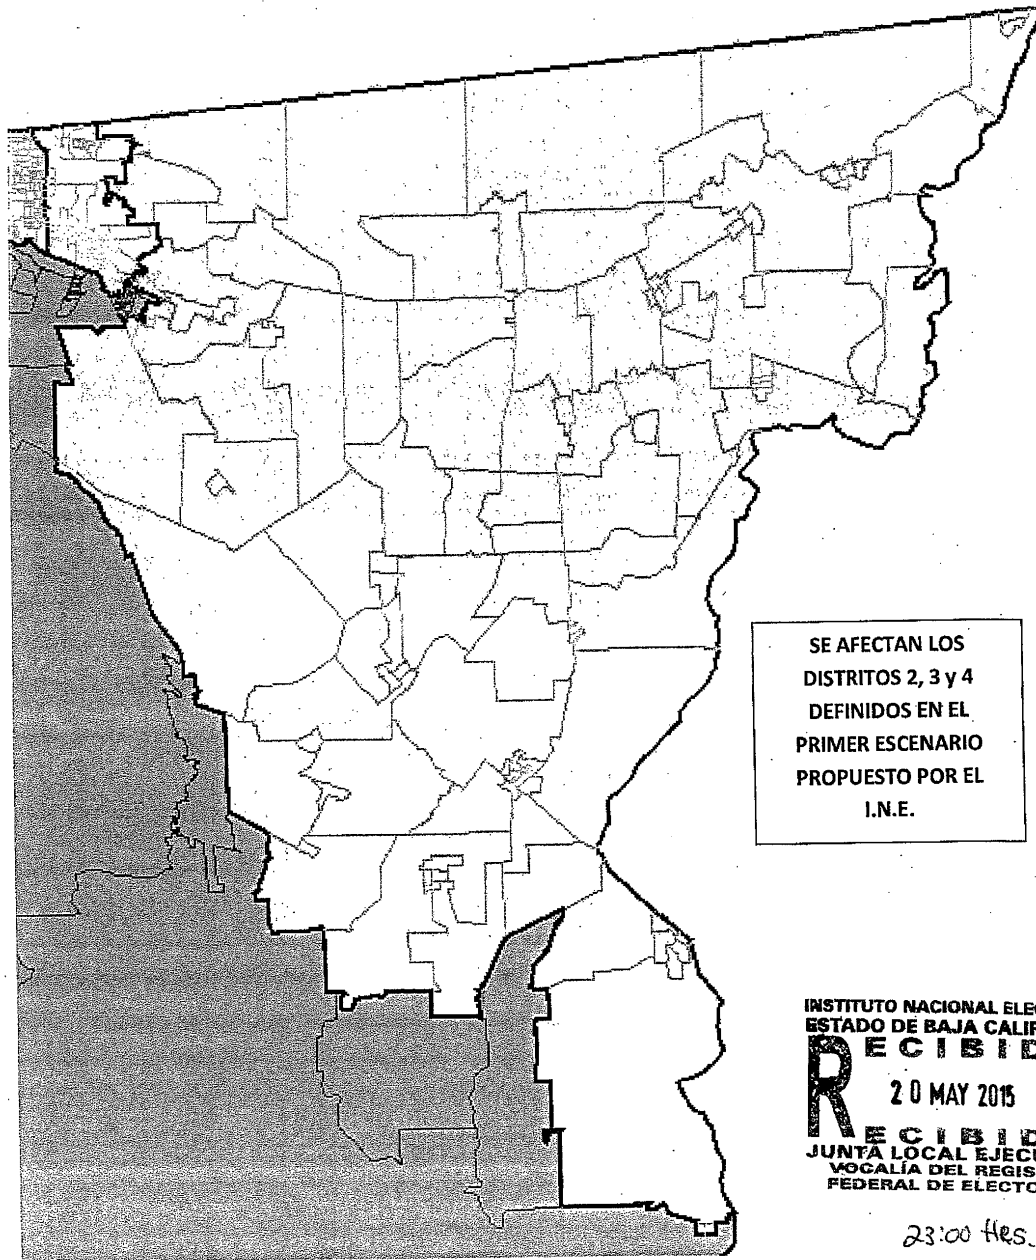 SE AFECTAN LOS
DISTRITOS 2, 3 y 4
DEFINIDOS EN EL
PRIMER ESCENARIO
PROPUESTO POR EL
I.N.E.
INSTITUTO NACIONAL ELEC
ESTADO DE BAJA CALIF
RECIBID
20 MAY 2015
RECIBID
JUNTA LOCAL EJECU
VOCALÍA DEL REGIS
FEDERAL DE ELECTO
23:00 Hrs.